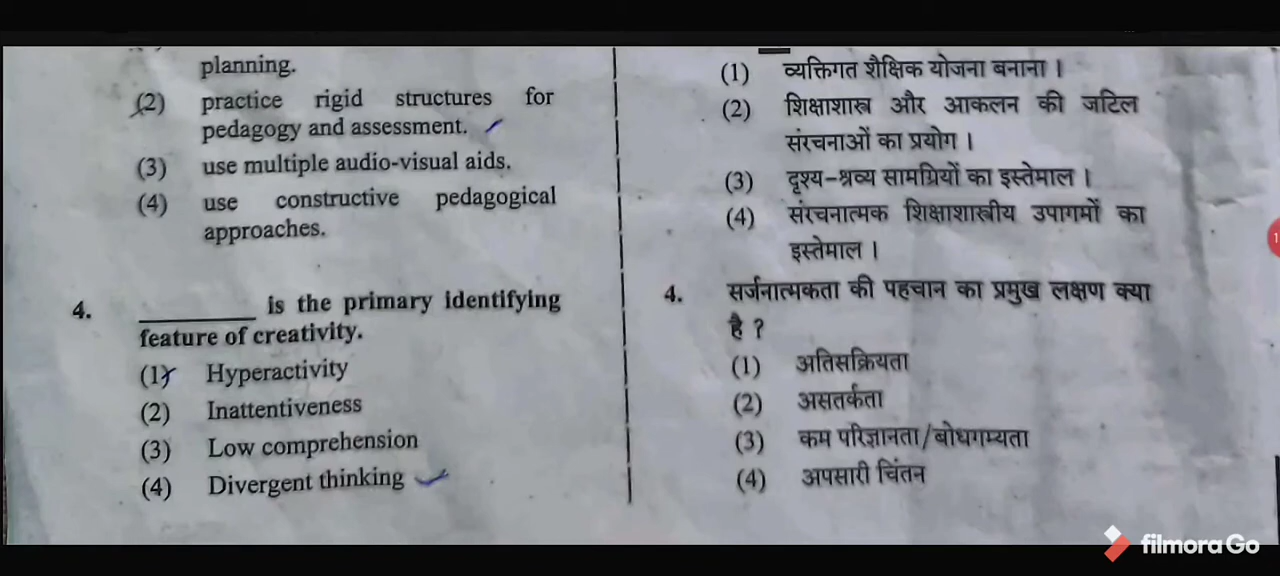 planning.
(2) practice rigid structures for
pedagogy and assessment.
(3) use multiple audio-visual aids.
(4) use constructive pedagogical
approaches.
4. ________ is the primary identifying
feature of creativity.
(1) Hyperactivity
(2) Inattentiveness
(3) Low comprehension
(4) Divergent thinking
(1) व्यक्तिगत शैक्षिक योजना बनाना ।
(2) शिक्षाशास्त्र और आकलन की जटिल
संरचनाओं का प्रयोग ।
(3) दृश्य-श्रव्य सामग्रियों का इस्तेमाल ।
(4) संरचनात्मक शिक्षाशास्त्रीय उपागमों का
इस्तेमाल ।
4. सर्जनात्मकता की पहचान का प्रमुख लक्षण क्या
है ?
(1) अतिसक्रियता
(2) असतर्कता
(3) कम परिज्ञानता/बोधगम्यता
(4) अपसारी चिंतन
1
filmoraGo